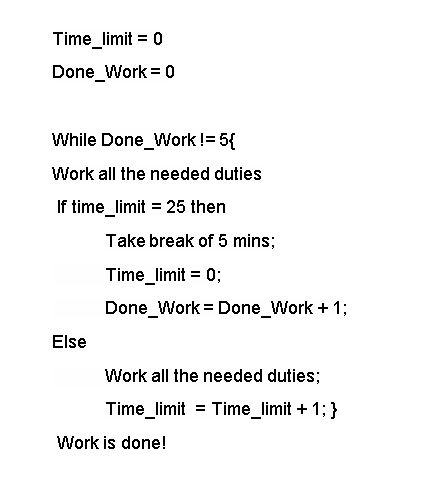 Time_limit = 0
Done_Work = 0
While Done_Work != 5{
Work all the needed duties
If time_limit = 25 then
Take break of 5 mins;
Time_limit = 0;
Done_Work = Done_Work + 1;
Else
Work all the needed duties;
Time_limit = Time_limit + 1; }
Work is done!